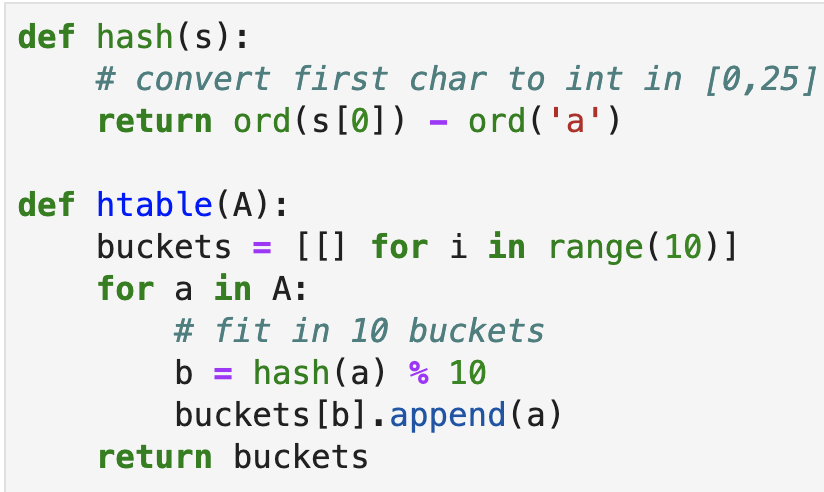 def hash(s):
    # convert first char to int in [0,25]
    return ord(s[0]) - ord('a')

def htable(A):
    buckets = [[] for i in range(10)]
    for a in A:
        # fit in 10 buckets
        b = hash(a) % 10
        buckets[b].append(a)
    return buckets